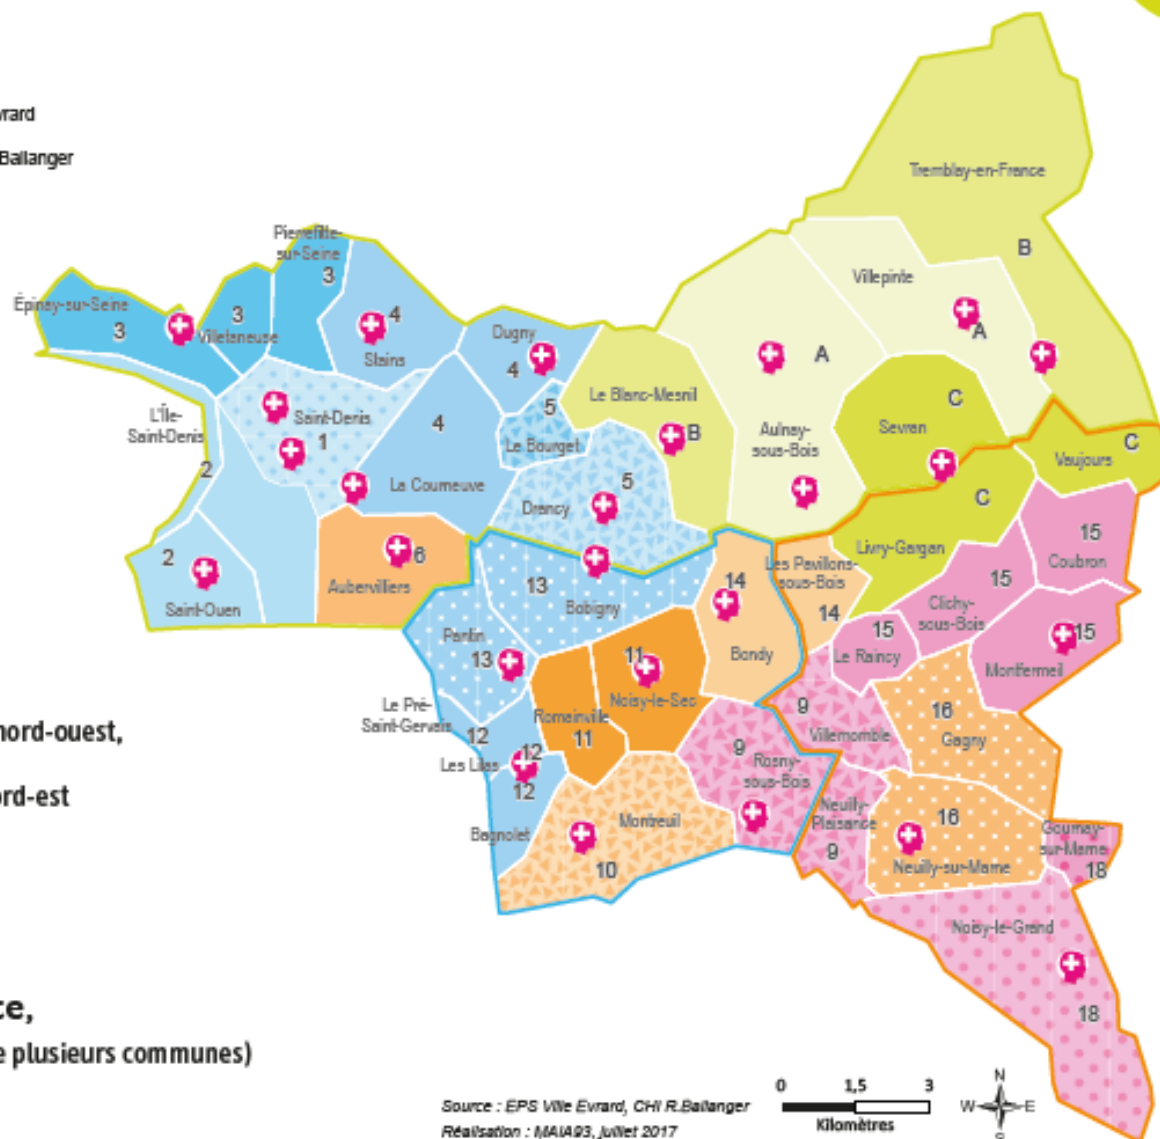 vrard
Ballanger
Tremblay-en-France
B
Pierrefitte-
sur-Seine
3
Villepinte
A
Épinay-sur-Seine
3
3
Villetaneuse
4
Stains
Dugny
4
A
Le Blanc-Mesnil
B
C
Sevran
L'Île-
Saint-Denis
2
Saint-Denis
1
4
La Courneuve
5
Le Bourget
Aulnay-
sous-Bois
C
Vaujours
5
Drancy
C
Livry-Gargan
15
Coubron
2
Saint-Ouen
6
Aubervilliers
13
Bobigny
14
Bondy
Les Pavillons-
sous-Bois
14
15
Clichy-
sous-Bois
15
Le Raincy
15
Montfermeil
Pantin
13
11
Noisy-le-Sec
Romainville
11
Le Pré-
Saint-Gervais
12
Les Lilas
12
12
Bagnolet
9
Villemomble
16
Gagny
9
Rosny-
sous-Bois
Neuilly-
Plaisance
9
16
Neuilly-sur-Marne
Gournay-
sur-Marne
18
Montreuil
10
Noisy-le-Grand
18
nord-ouest,
ord-est
ce,
e plusieurs communes)
0 1,5 3
Kilomètres
N
W E
S
Source : EPS Ville Evrard, CHI R.Ballanger
Réalisation : MAIA93, juillet 2017